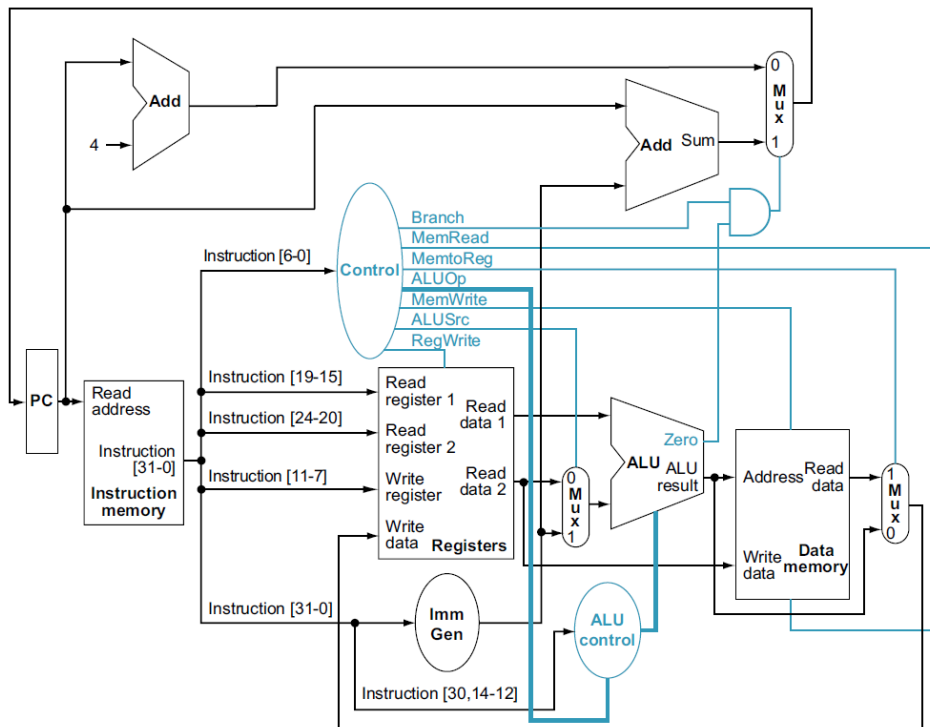 Add
4
Add Sum
0
Mux
1
Branch
MemRead
MemtoReg
ALUOp
MemWrite
ALUSrc
RegWrite
Control
Instruction [6-0]
Instruction [19-15]
Instruction [24-20]
Instruction [11-7]
Instruction [31-0]
Instruction [30,14-12]
PC
Read
address
Instruction
[31-0]
Instruction
memory
Read
register 1
Read
register 2
Write
register
Write
data
Read
data 1
Read
data 2
Registers
Imm
Gen
0
Mux
1
Zero
ALU
ALU
result
ALU
control
Address
Read
data
Write
data
Data
memory
1
Mux
0